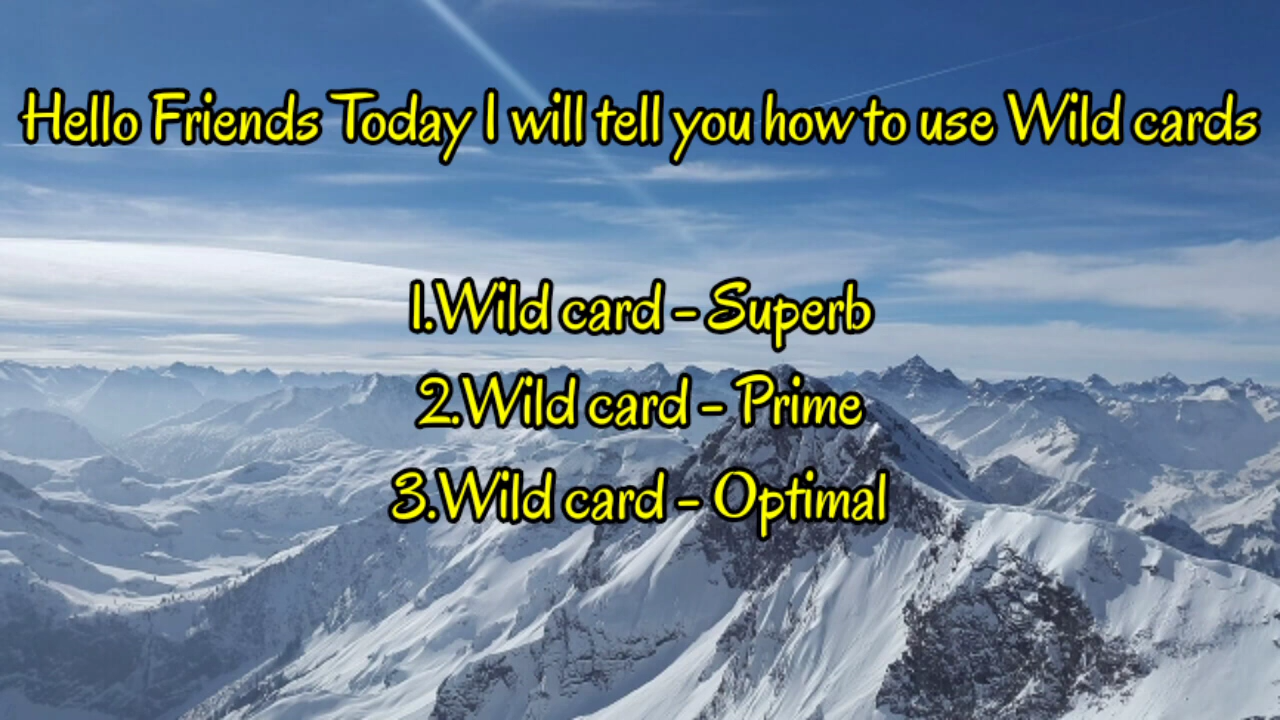 Hello Friends Today I will tell you how to use Wild cards
1.Wild card - Superb
2.Wild card - Prime
3.Wild card - Optimal